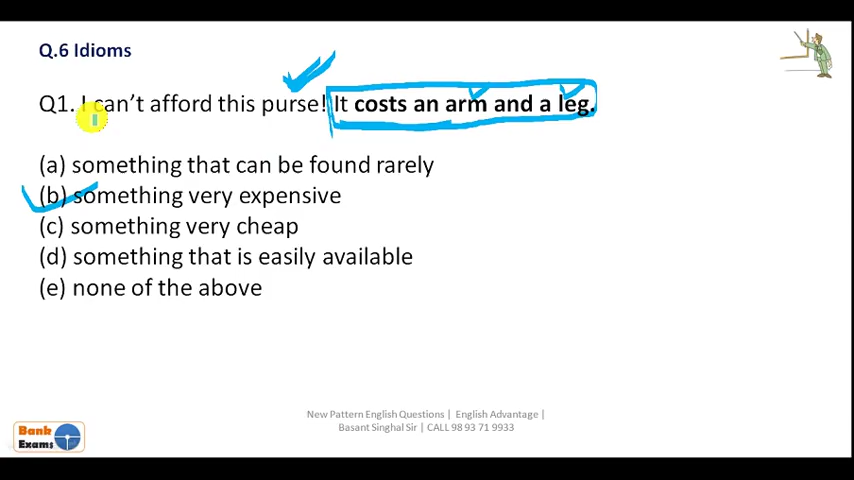 Q.6 Idioms
Q1. I can't afford this purse! It costs an arm and a leg.
(a) something that can be found rarely
(b) something very expensive
(c) something very cheap
(d) something that is easily available
(e) none of the above
New Pattern English Questions | English Advantage |
Basant Singhal Sir | CALL 98 93 71 9933
Bank
Exams